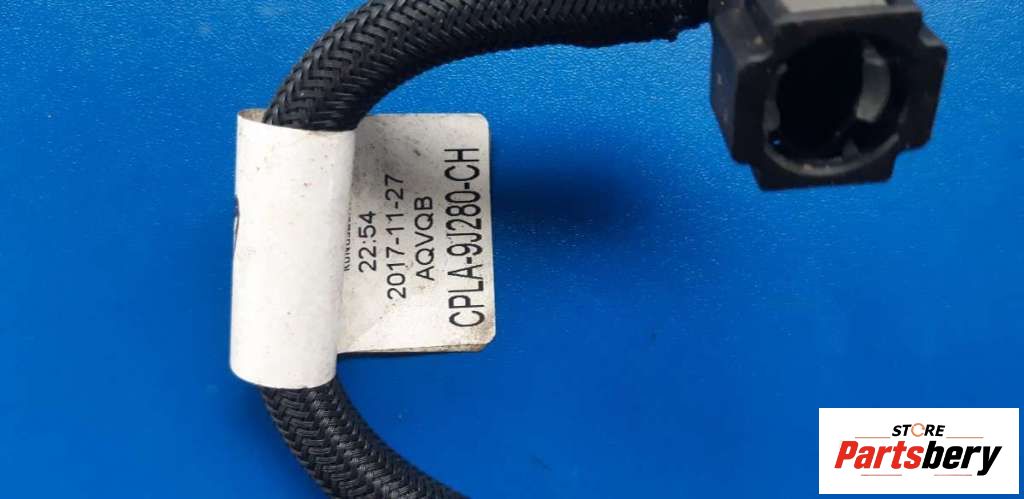 22:54
2017-11-27
AQVQB
CPLA-9J280-CH
STORE
Partsbery